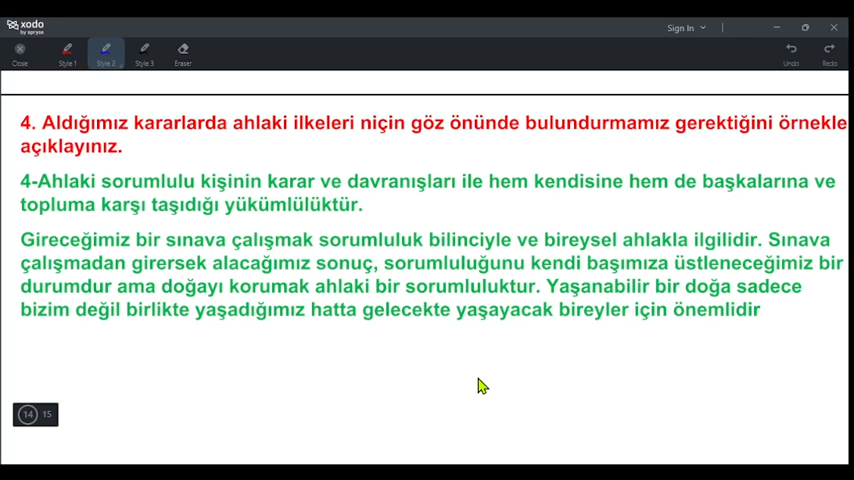 xodo
by apryse
Sign In
Close
Style 1
Style 2
Style 3
Eraser
Undo
Redo
4. Aldığımız kararlarda ahlaki ilkeleri niçin göz önünde bulundurmamız gerektiğini örnekle
açıklayınız.
4-Ahlaki sorumlulu kişinin karar ve davranışları ile hem kendisine hem de başkalarına ve
topluma karşı taşıdığı yükümlülüktür.
Gireceğimiz bir sınava çalışmak sorumluluk bilinciyle ve bireysel ahlakla ilgilidir. Sınava
çalışmadan girersek alacağımız sonuç, sorumluluğunu kendi başımıza üstleneceğimiz bir
durumdur ama doğayı korumak ahlaki bir sorumluluktur. Yaşanabilir bir doğa sadece
bizim değil birlikte yaşadığımız hatta gelecekte yaşayacak bireyler için önemlidir
14 15